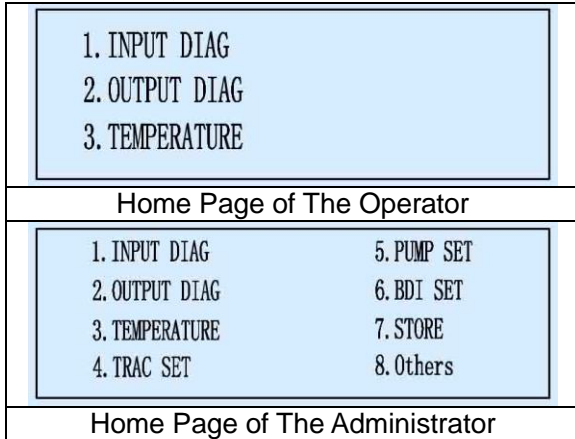 1. INPUT DIAG
2. OUTPUT DIAG
3. TEMPERATURE
Home Page of The Operator
1. INPUT DIAG
2. OUTPUT DIAG
3. TEMPERATURE
4. TRAC SET
5. PUMP SET
6. BDI SET
7. STORE
8. Others
Home Page of The Administrator